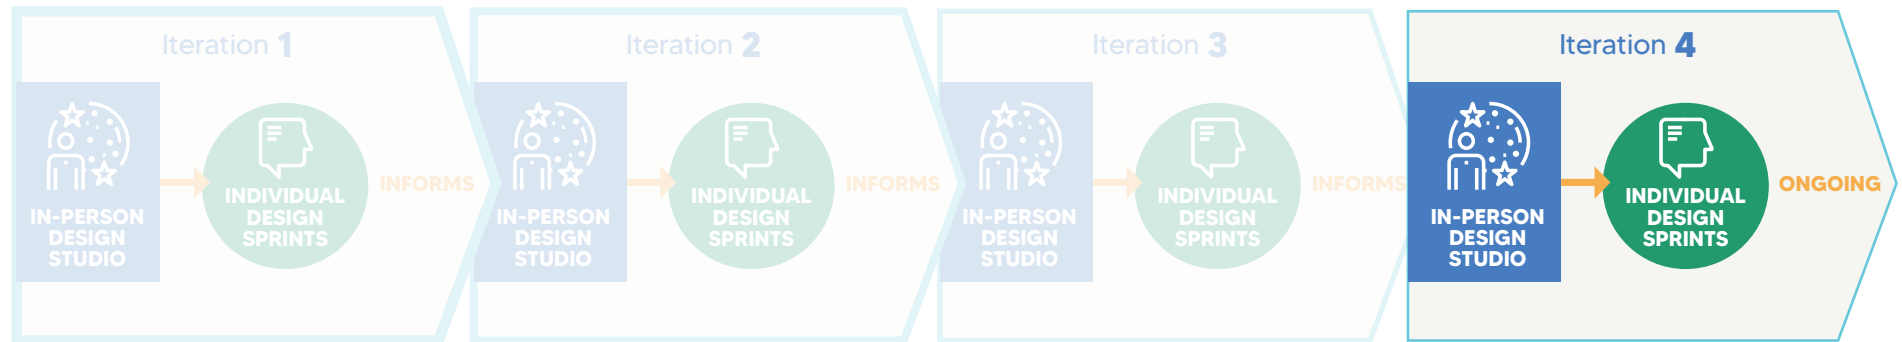 Iteration 1
IN-PERSON
DESIGN
STUDIO
INDIVIDUAL
DESIGN
SPRINTS
INFORMS
Iteration 2
IN-PERSON
DESIGN
STUDIO
INDIVIDUAL
DESIGN
SPRINTS
INFORMS
Iteration 3
IN-PERSON
DESIGN
STUDIO
INDIVIDUAL
DESIGN
SPRINTS
INFORMS
Iteration 4
IN-PERSON
DESIGN
STUDIO
INDIVIDUAL
DESIGN
SPRINTS
ONGOING